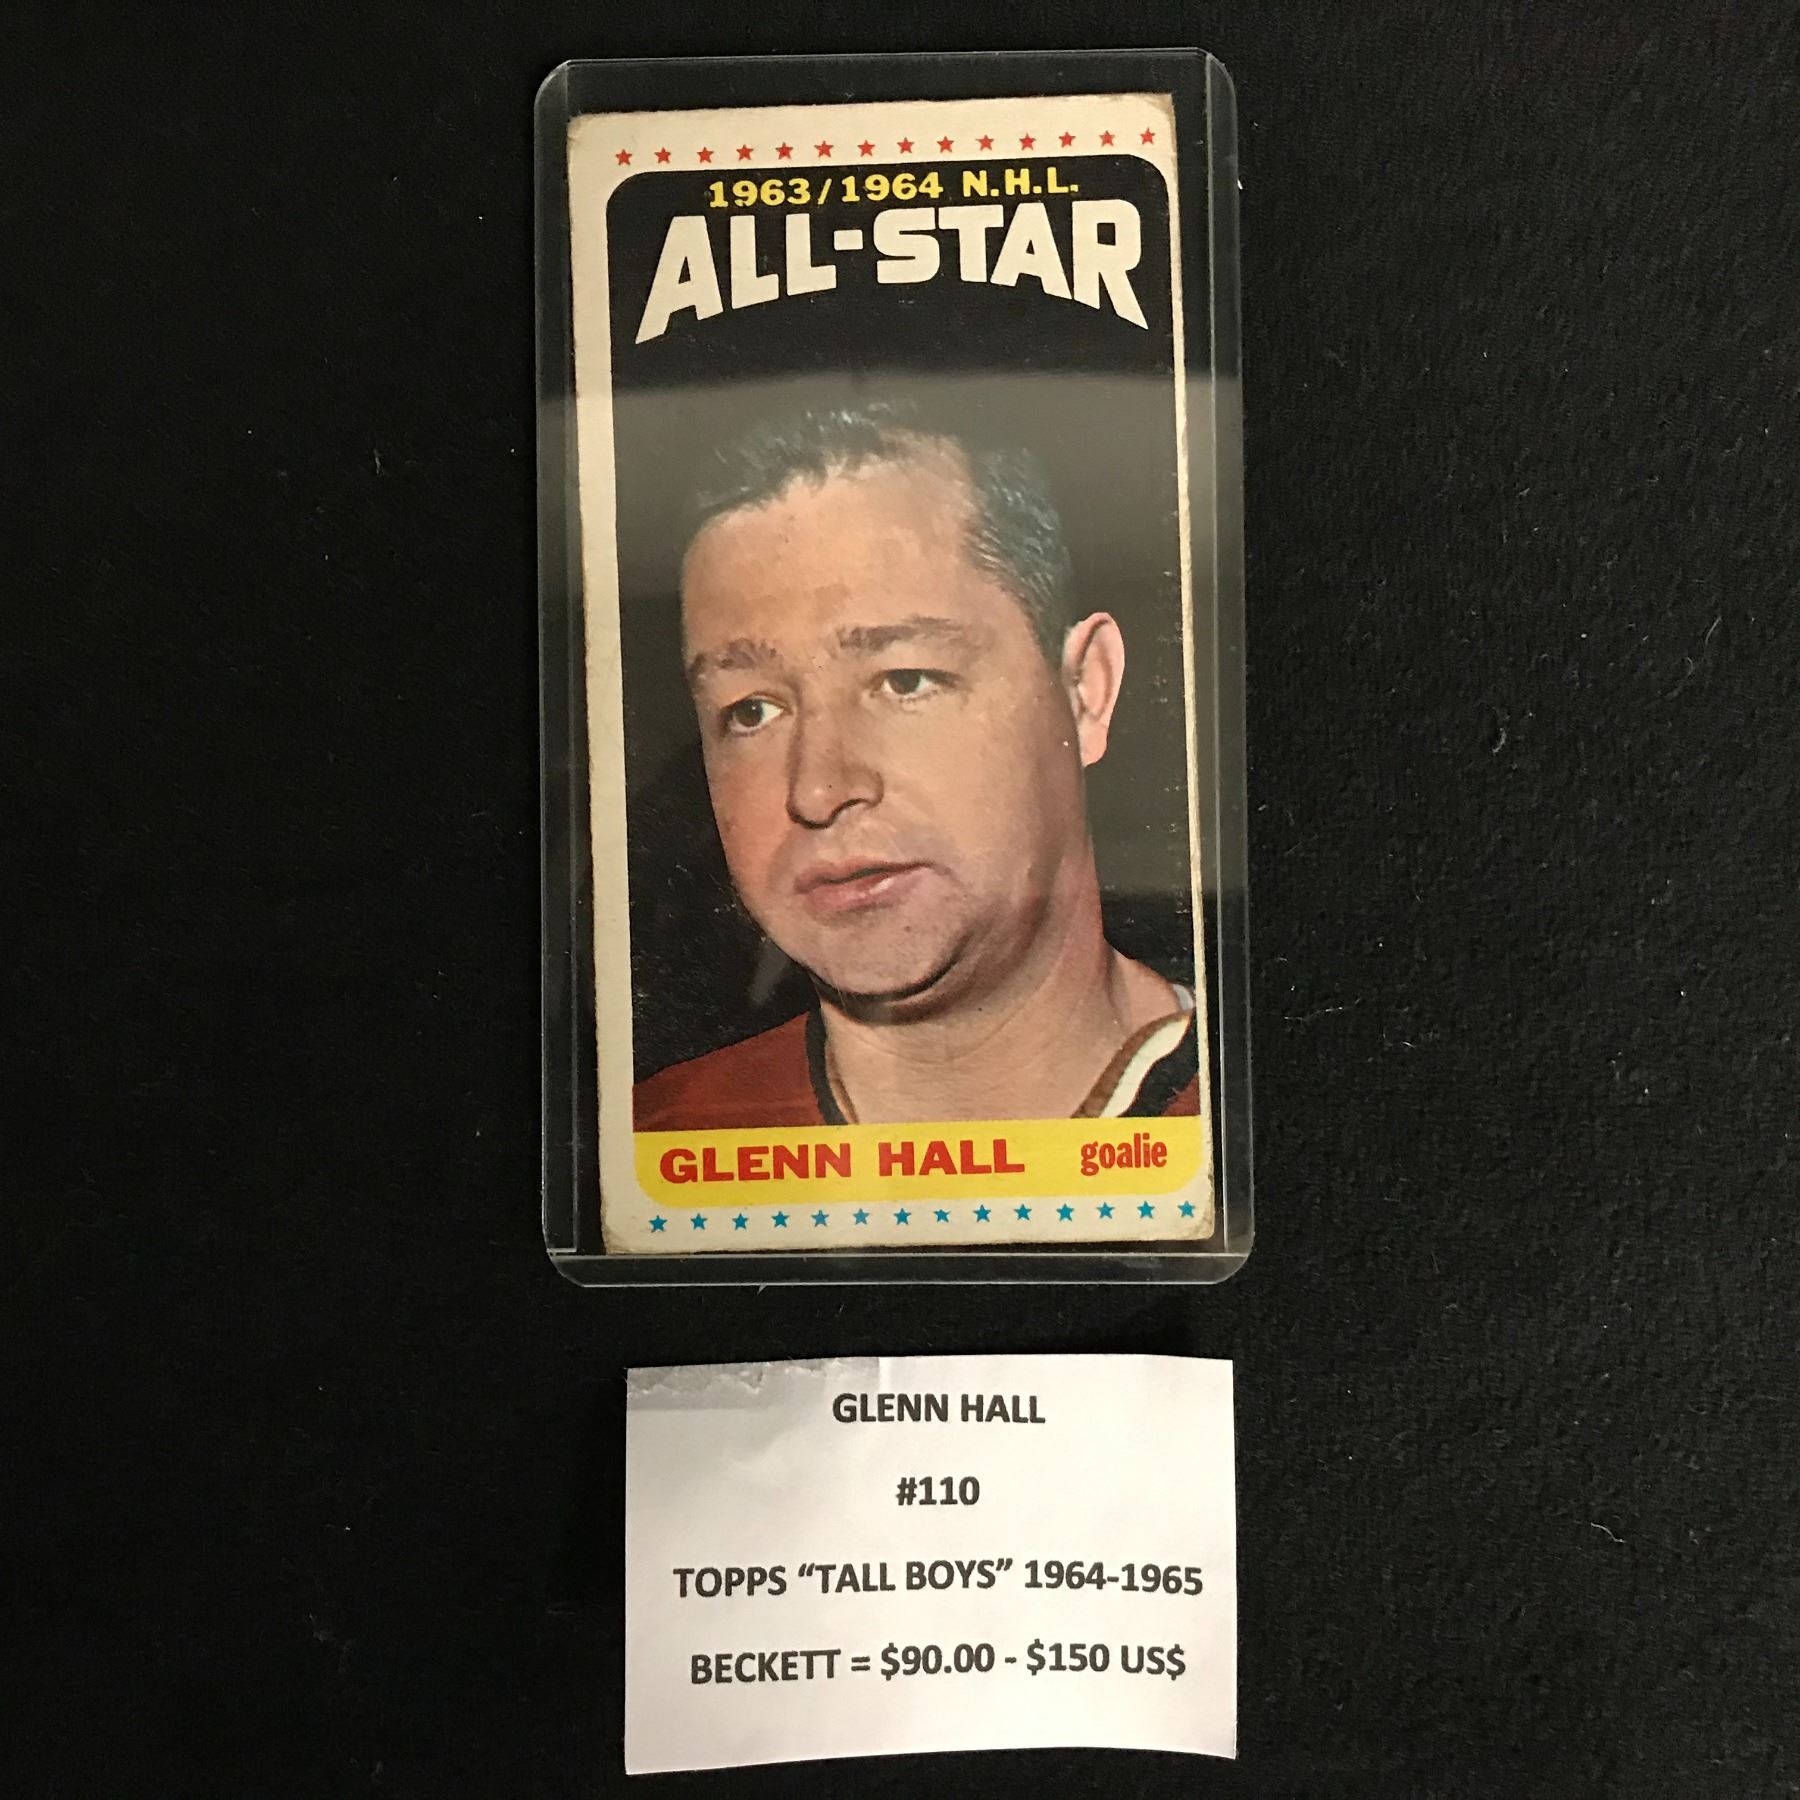 1963/1964 N.H.L.
ALL-STAR
GLENN HALL goalie
GLENN HALL
#110
TOPPS “TALL BOYS” 1964-1965
BECKETT = $90.00 - $150 US$